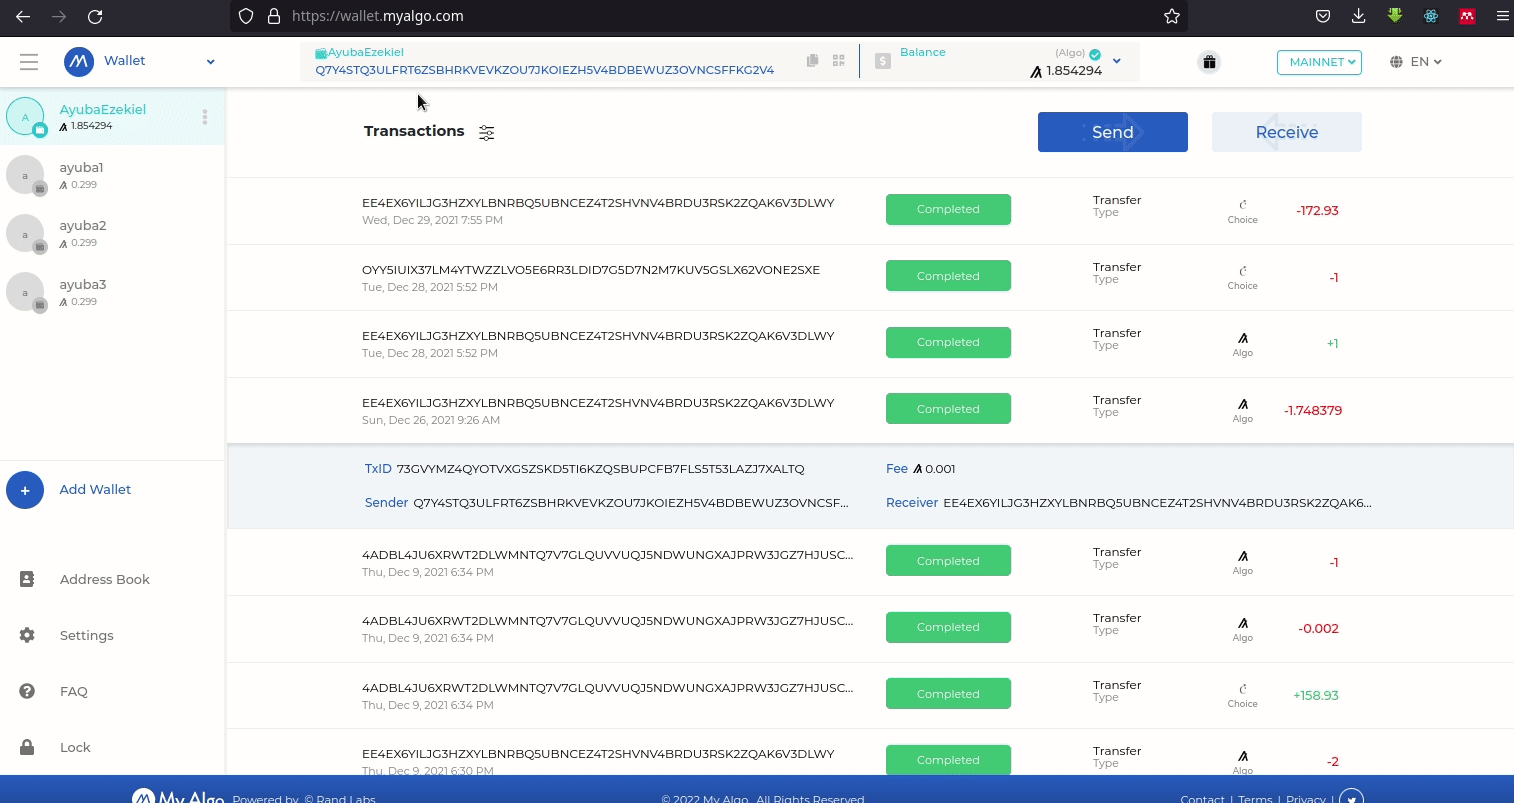 https://wallet.myalgo.com
Wallet
AyubaEzekiel
Q7Y4STQ3ULFRT6ZSBHRKVEVKZOU7JKOIEZH5V4BDBEWUZ3OVNCSFFKG2V4
Balance
(Algo)
1.854294
MAINNET
EN
AyubaEzekiel
1.854294
ayuba1
0.299
ayuba2
0.299
ayuba3
0.299
Add Wallet
Address Book
Settings
FAQ
Lock
Transactions
Send
Receive
EE4EX6YILJG3HZXYLBNRBQ5UBNCEZ4T2SHVNV4BRDU3RSK2ZQAK6V3DLWY
Wed, Dec 29, 2021 7:55 PM
Completed
Transfer
Type
Choice
-172.93
OYY5IUIX37LM4YTWZZLVO5E6RR3LDID7G5D7N2M7KUV5GSLX62VONE2SXE
Tue, Dec 28, 2021 5:52 PM
Completed
Transfer
Type
Choice
-1
EE4EX6YILJG3HZXYLBNRBQ5UBNCEZ4T2SHVNV4BRDU3RSK2ZQAK6V3DLWY
Tue, Dec 28, 2021 5:52 PM
Completed
Transfer
Type
Algo
+1
EE4EX6YILJG3HZXYLBNRBQ5UBNCEZ4T2SHVNV4BRDU3RSK2ZQAK6V3DLWY
Sun, Dec 26, 2021 9:26 AM
Completed
Transfer
Type
Algo
-1.748379
TxID 73GVYMZ4QYOTVXGSZSKD5TI6KZQSBUPCFB7FLS5T53LAZJ7XALTQ
Fee 0.001
Sender Q7Y4STQ3ULFRT6ZSBHRKVEVKZOU7JKOIEZH5V4BDBEWUZ3OVNCSF...
Receiver EE4EX6YILJG3HZXYLBNRBQ5UBNCEZ4T2SHVNV4BRDU3RSK2ZQAK6...
4ADBL4JU6XRWT2DLWMNTQ7V7GLQUVVUQJ5NDWUNGXAJPRW3JGZ7HJUSC...
Thu, Dec 9, 2021 6:34 PM
Completed
Transfer
Type
Algo
-1
4ADBL4JU6XRWT2DLWMNTQ7V7GLQUVVUQJ5NDWUNGXAJPRW3JGZ7HJUSC...
Thu, Dec 9, 2021 6:34 PM
Completed
Transfer
Type
Algo
-0.002
4ADBL4JU6XRWT2DLWMNTQ7V7GLQUVVUQJ5NDWUNGXAJPRW3JGZ7HJUSC...
Thu, Dec 9, 2021 6:34 PM
Completed
Transfer
Type
Choice
+158.93
EE4EX6YILJG3HZXYLBNRBQ5UBNCEZ4T2SHVNV4BRDU3RSK2ZQAK6V3DLWY
Thu, Dec 9, 2021 6:30 PM
Completed
Transfer
Type
Algo
-2
My Algo Powered by © Rand Labs
© 2022 My Algo. All Rights Reserved
Contact | Terms | Privacy |